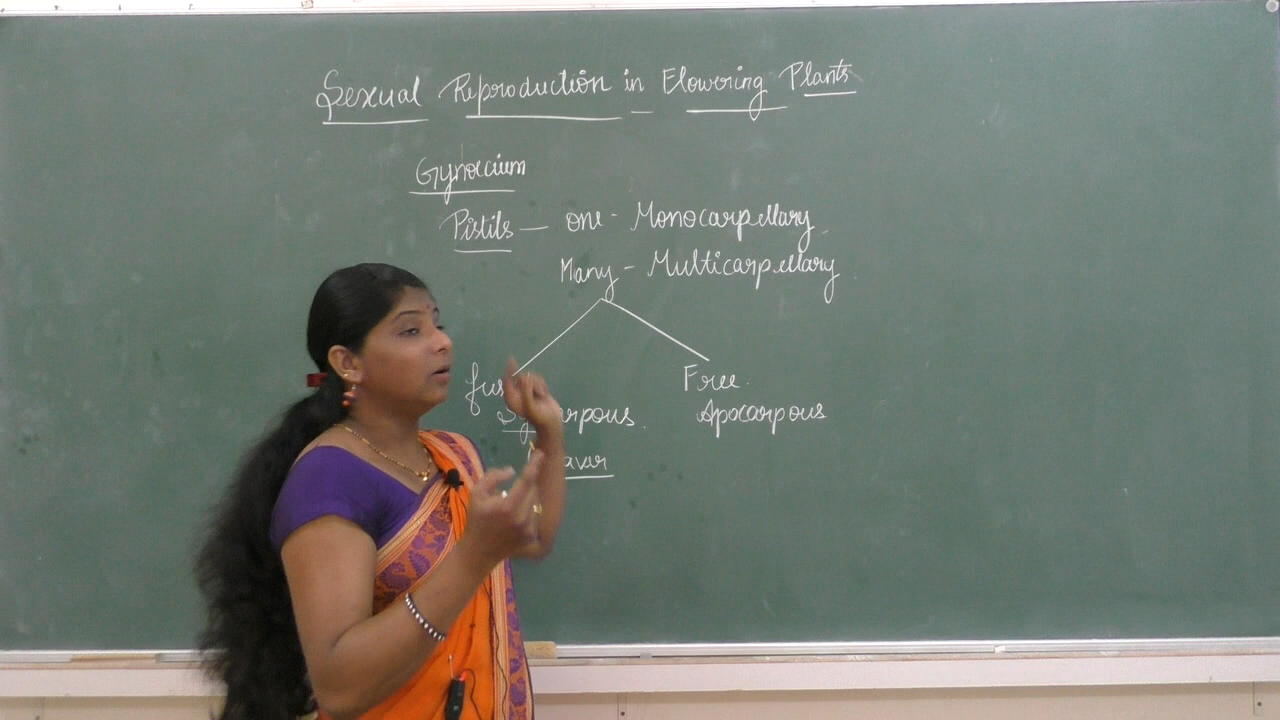 Sexual Reproduction in Flowering Plants
Gynoecium
Pistils — one - Monocarpellary
Many - Multicarpellary
Free
Apocarpous